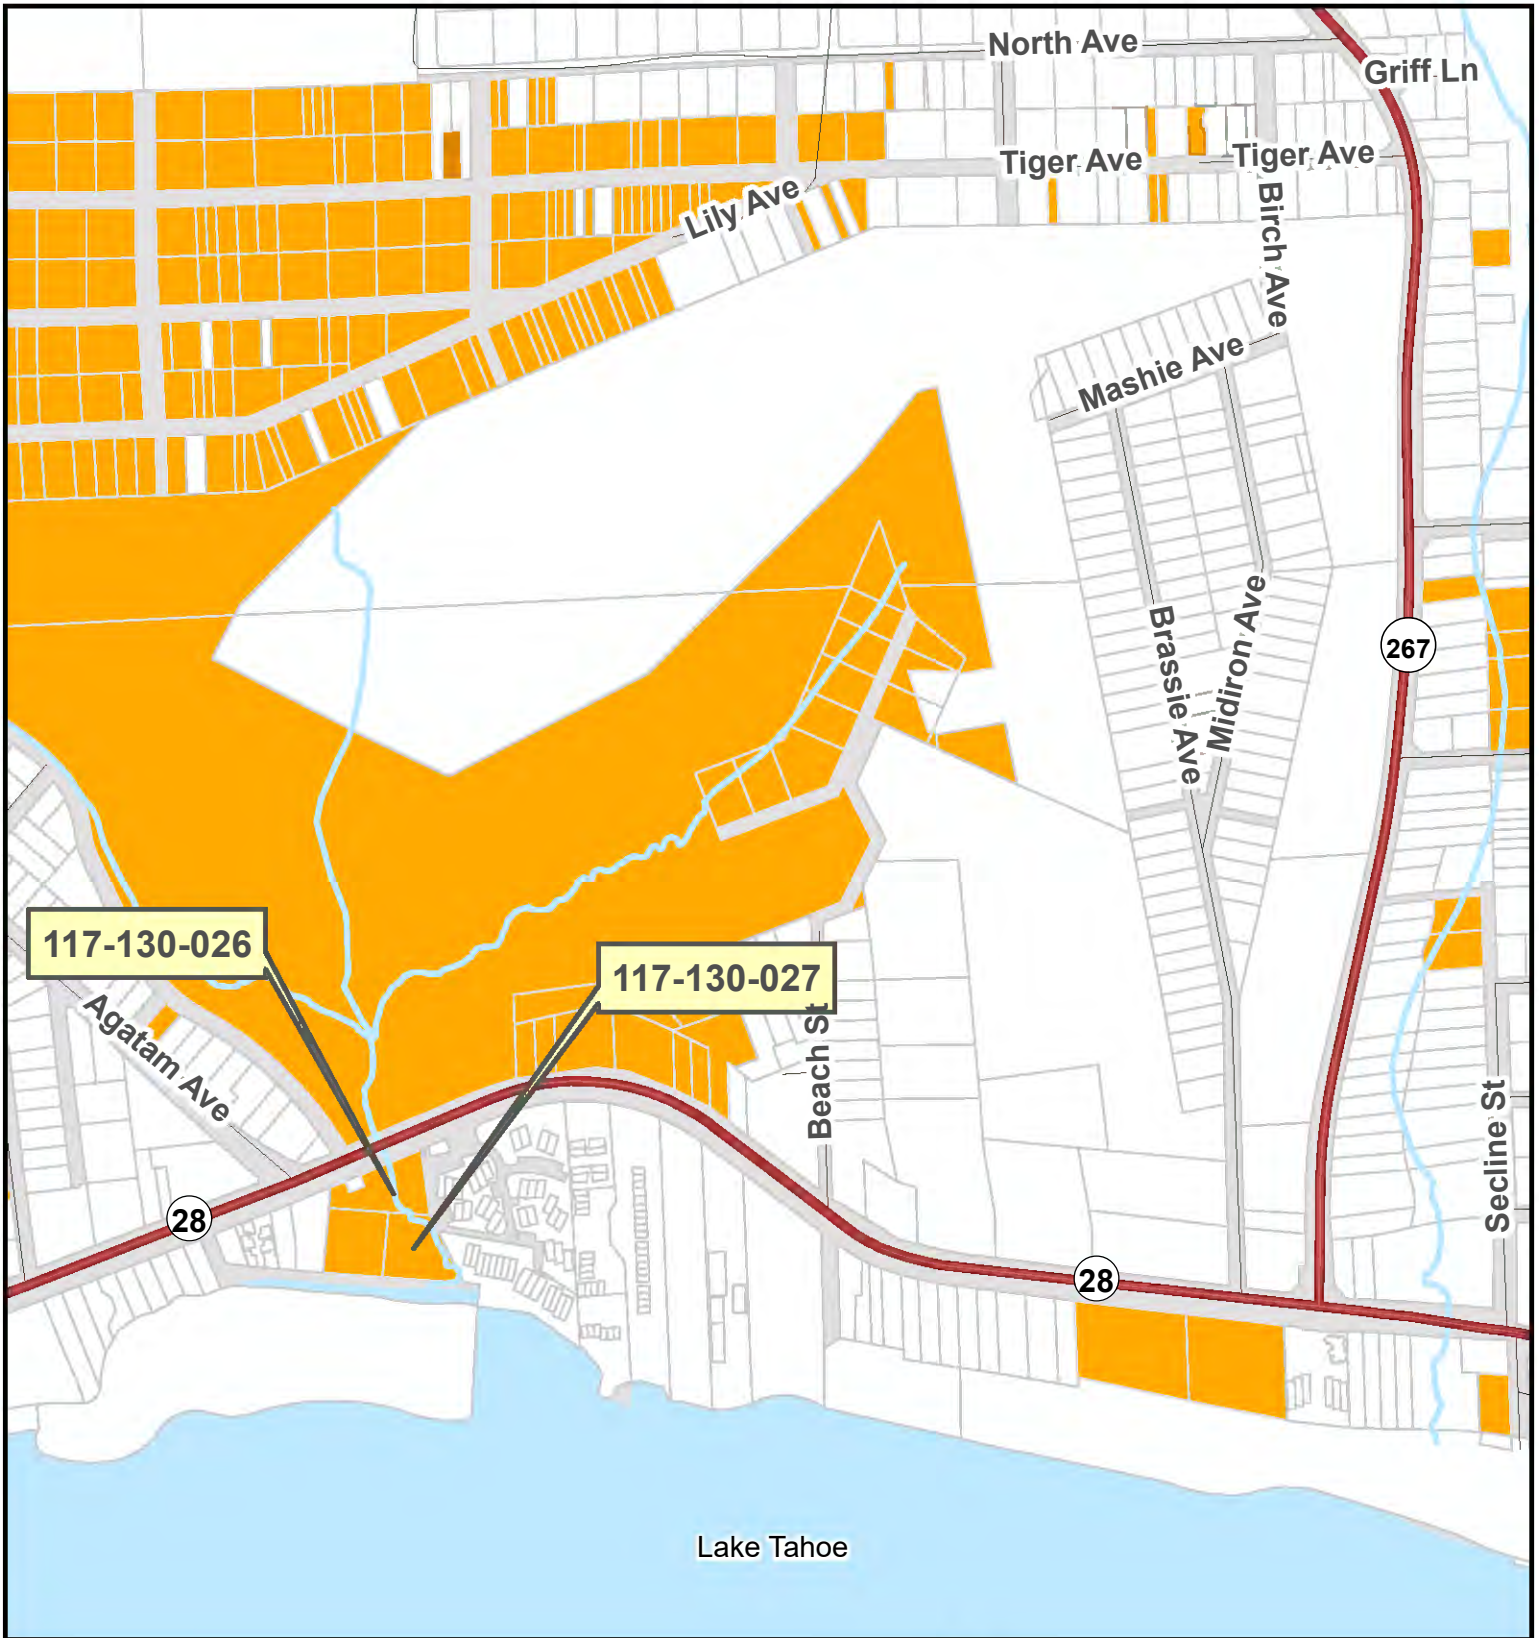 North Ave
Griff Ln
Tiger Ave
Tiger Ave
Lily Ave
Birch Ave
Mashie Ave
Brassie Ave
Midiron Ave
267
117-130-026
117-130-027
Agatam Ave
Beach St
Secline St
28
28
Lake Tahoe